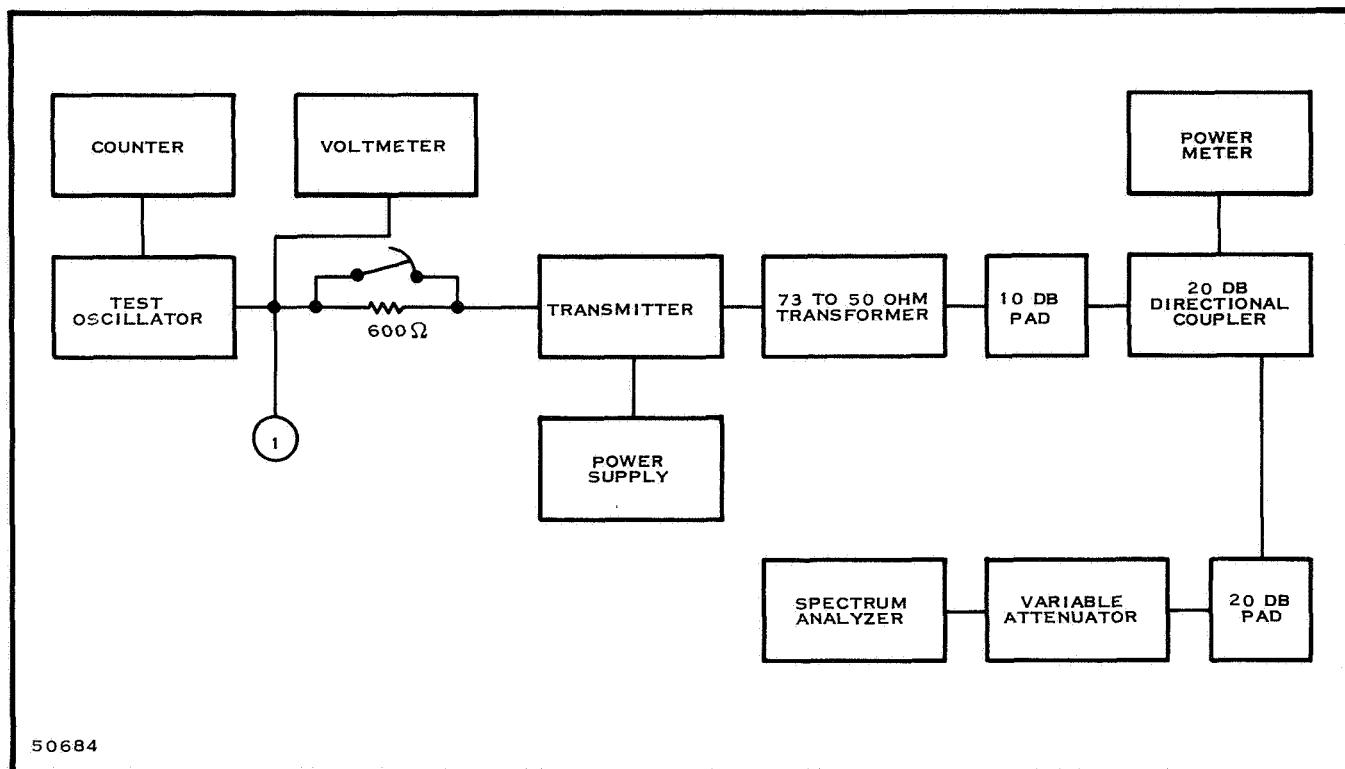 COUNTER
VOLTMETER
POWER
METER
TEST
OSCILLATOR
600Ω
TRANSMITTER
73 TO 50 OHM
TRANSFORMER
10 DB
PAD
20 DB
DIRECTIONAL
COUPLER
1
POWER
SUPPLY
SPECTRUM
ANALYZER
VARIABLE
ATTENUATOR
20 DB
PAD
50684